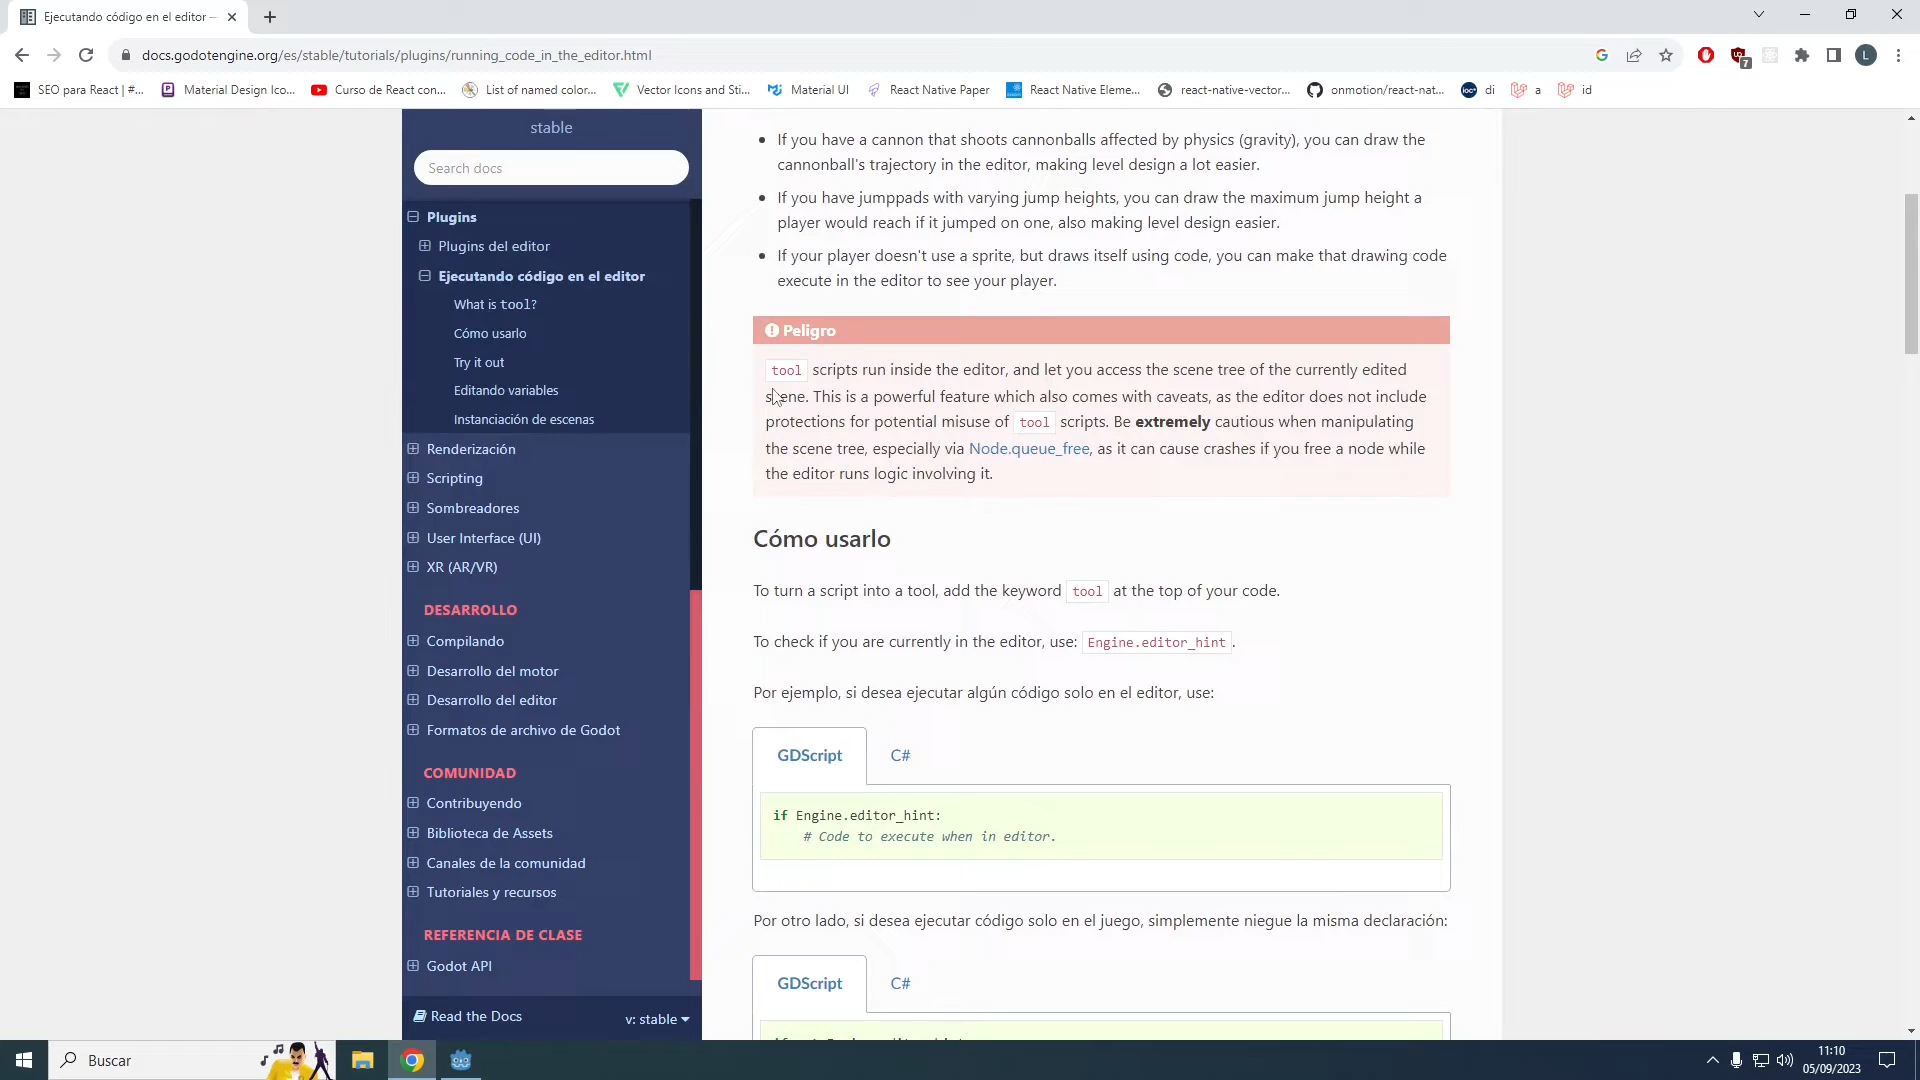 Ejecutando código en el editor —
docs.godotengine.org/es/stable/tutorials/plugins/running_code_in_the_editor.html
7
L
SEO para React | #...
Material Design Ico...
Curso de React con...
List of named color...
Vector Icons and Sti...
Material UI
React Native Paper
React Native Eleme...
react-native-vector...
onmotion/react-nat...
ioc
di
a
id
stable
Search docs
Plugins
Plugins del editor
Ejecutando código en el editor
What is tool?
Cómo usarlo
Try it out
Editando variables
Instanciación de escenas
Renderización
Scripting
Sombreadores
User Interface (UI)
XR (AR/VR)
DESARROLLO
Compilando
Desarrollo del motor
Desarrollo del editor
Formatos de archivo de Godot
COMUNIDAD
Contribuyendo
Biblioteca de Assets
Canales de la comunidad
Tutoriales y recursos
REFERENCIA DE CLASE
Godot API
Read the Docs
v: stable
If you have a cannon that shoots cannonballs affected by physics (gravity), you can draw the
cannonball's trajectory in the editor, making level design a lot easier.
If you have jumppads with varying jump heights, you can draw the maximum jump height a
player would reach if it jumped on one, also making level design easier.
If your player doesn't use a sprite, but draws itself using code, you can make that drawing code
execute in the editor to see your player.
Peligro
tool scripts run inside the editor, and let you access the scene tree of the currently edited
scene. This is a powerful feature which also comes with caveats, as the editor does not include
protections for potential misuse of tool scripts. Be extremely cautious when manipulating
the scene tree, especially via Node.queue_free, as it can cause crashes if you free a node while
the editor runs logic involving it.
Cómo usarlo
To turn a script into a tool, add the keyword tool at the top of your code.
To check if you are currently in the editor, use: Engine.editor_hint.
Por ejemplo, si desea ejecutar algún código solo en el editor, use:
GDScript
C#
if Engine.editor_hint:
# Code to execute when in editor.
Por otro lado, si desea ejecutar código solo en el juego, simplemente niegue la misma declaración:
GDScript
C#
Buscar
11:10
05/09/2023